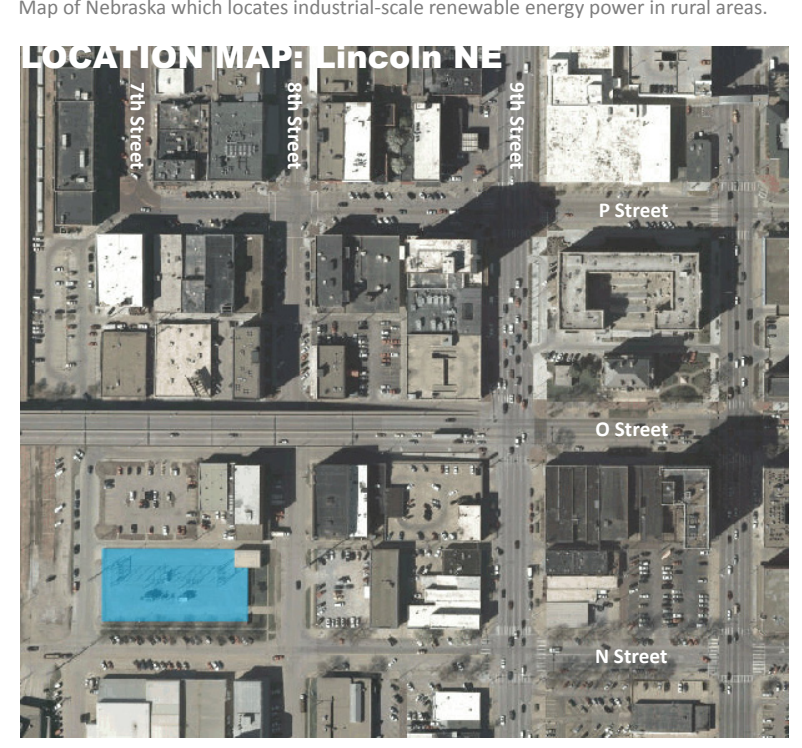 Map of Nebraska which locates industrial-scale renewable energy power in rural areas.
LOCATION MAP: Lincoln NE
7th Street
8th Street
9th Street
P Street
O Street
N Street